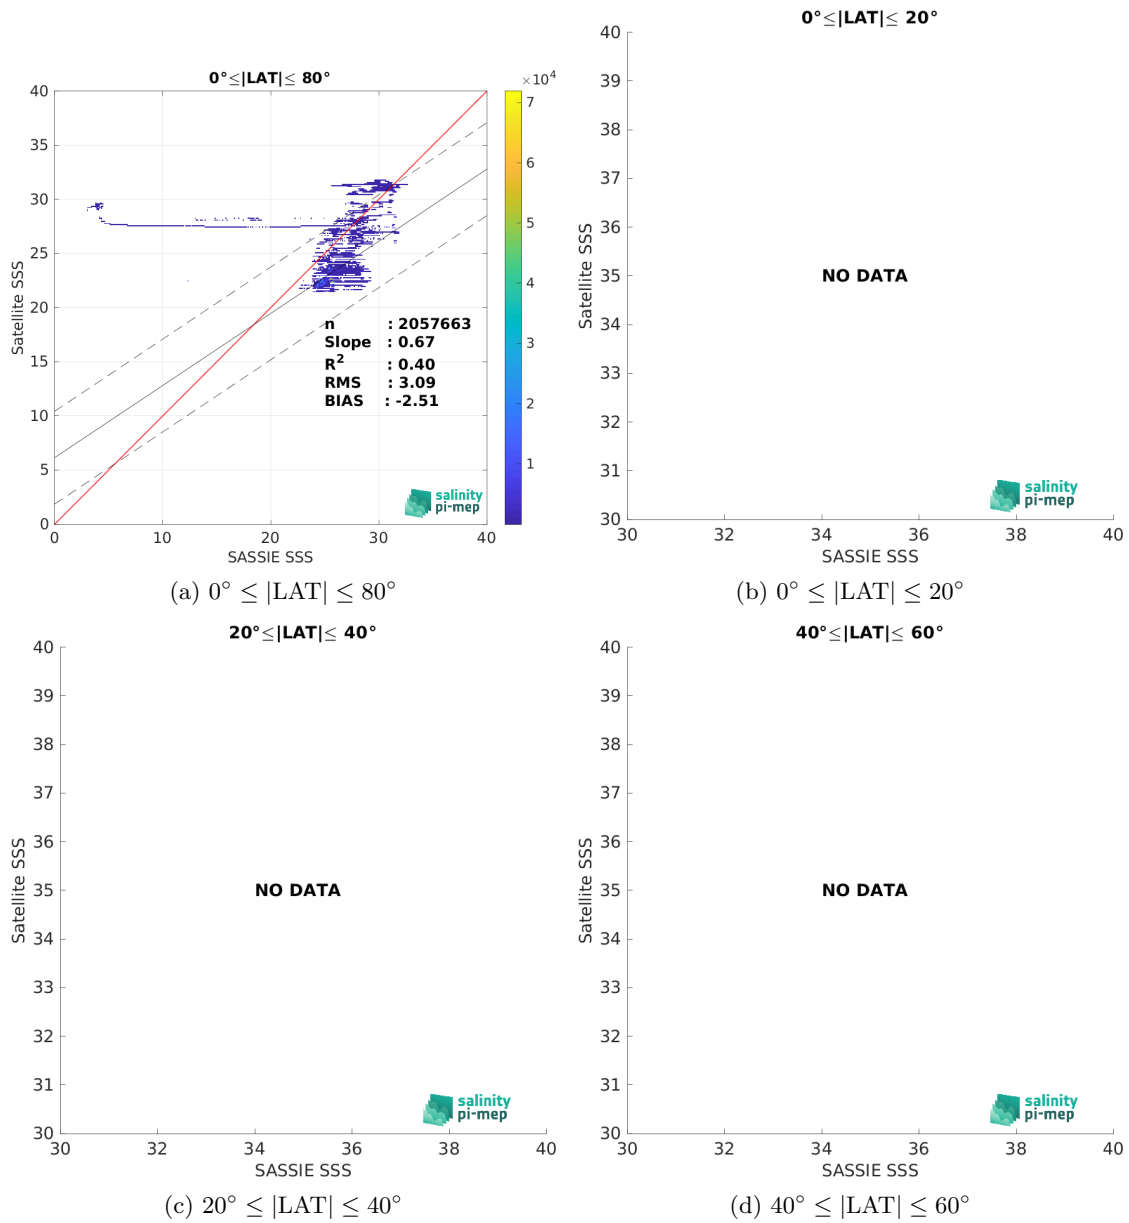 0°≤|LAT|≤ 80°
×10⁴
40
35
30
25
20
15
10
5
0
0
10
20
30
40
7
6
5
4
3
2
1
Satellite SSS
SASSIE SSS
n : 2057663
Slope : 0.67
R² : 0.40
RMS : 3.09
BIAS : -2.51
salinity
pi-mep
(a) 0° ≤ |LAT| ≤ 80°
0°≤|LAT|≤ 20°
40
39
38
37
36
35
34
33
32
31
30
30
32
34
36
38
40
Satellite SSS
NO DATA
SASSIE SSS
salinity
pi-mep
(b) 0° ≤ |LAT| ≤ 20°
20°≤|LAT|≤ 40°
40
39
38
37
36
35
34
33
32
31
30
30
32
34
36
38
40
Satellite SSS
NO DATA
SASSIE SSS
salinity
pi-mep
(c) 20° ≤ |LAT| ≤ 40°
40°≤|LAT|≤ 60°
40
39
38
37
36
35
34
33
32
31
30
30
32
34
36
38
40
Satellite SSS
NO DATA
SASSIE SSS
salinity
pi-mep
(d) 40° ≤ |LAT| ≤ 60°